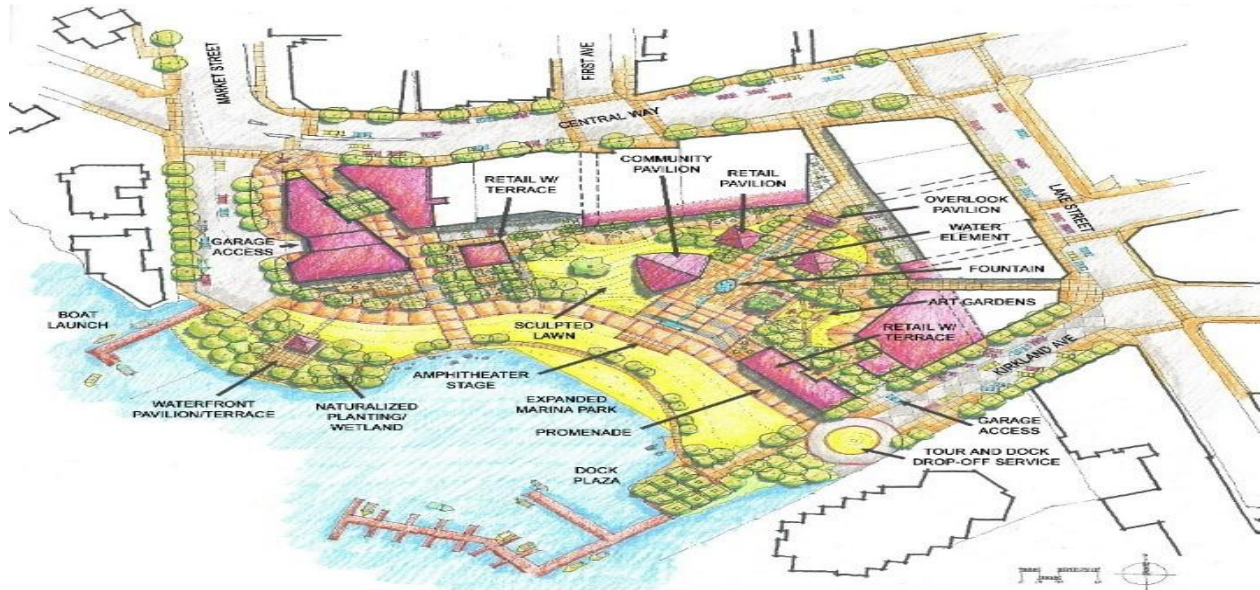 MARKET STREET
FIRST AVE
CENTRAL WAY
COMMUNITY
PAVILION
RETAIL W/
TERRACE
RETAIL
PAVILION
LAKE STREET
OVERLOOK
PAVILION
WATER
ELEMENT
GARAGE
ACCESS
FOUNTAIN
ART GARDENS
BOAT
LAUNCH
SCULPTED
LAWN
RETAIL W/
TERRACE
KIRKLAND AVE
AMPHITHEATER
STAGE
WATERFRONT
PAVILION/TERRACE
NATURALIZED
PLANTING/
WETLAND
EXPANDED
MARINA PARK
PROMENADE
GARAGE
ACCESS
DOCK
PLAZA
TOUR AND DOCK
DROP-OFF SERVICE